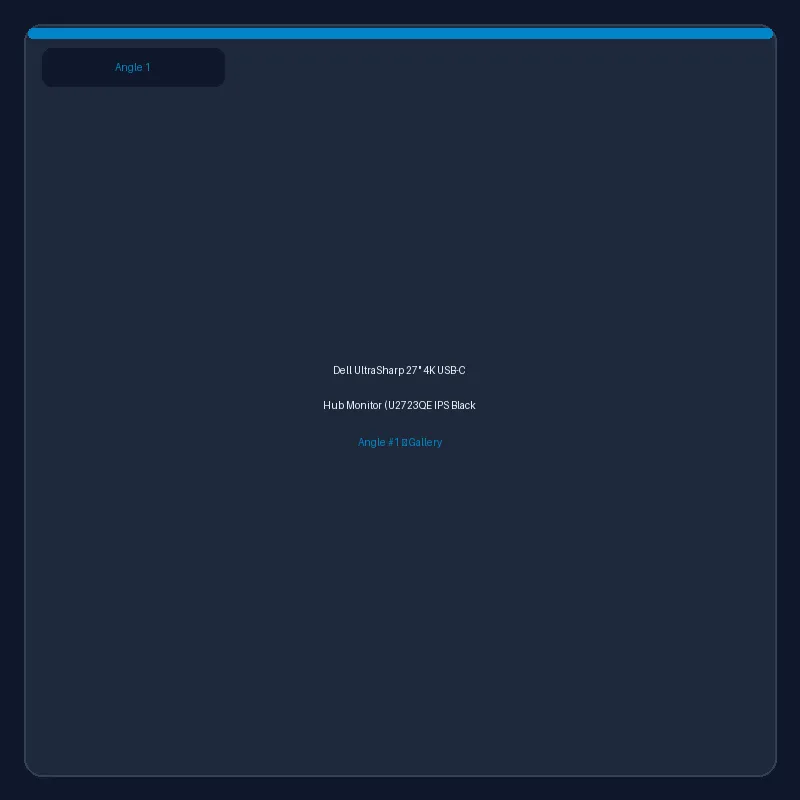 Angle 1
Dell UltraSharp 27" 4K USB-C
Hub Monitor (U2723QE IPS Black
Angle #1 Gallery